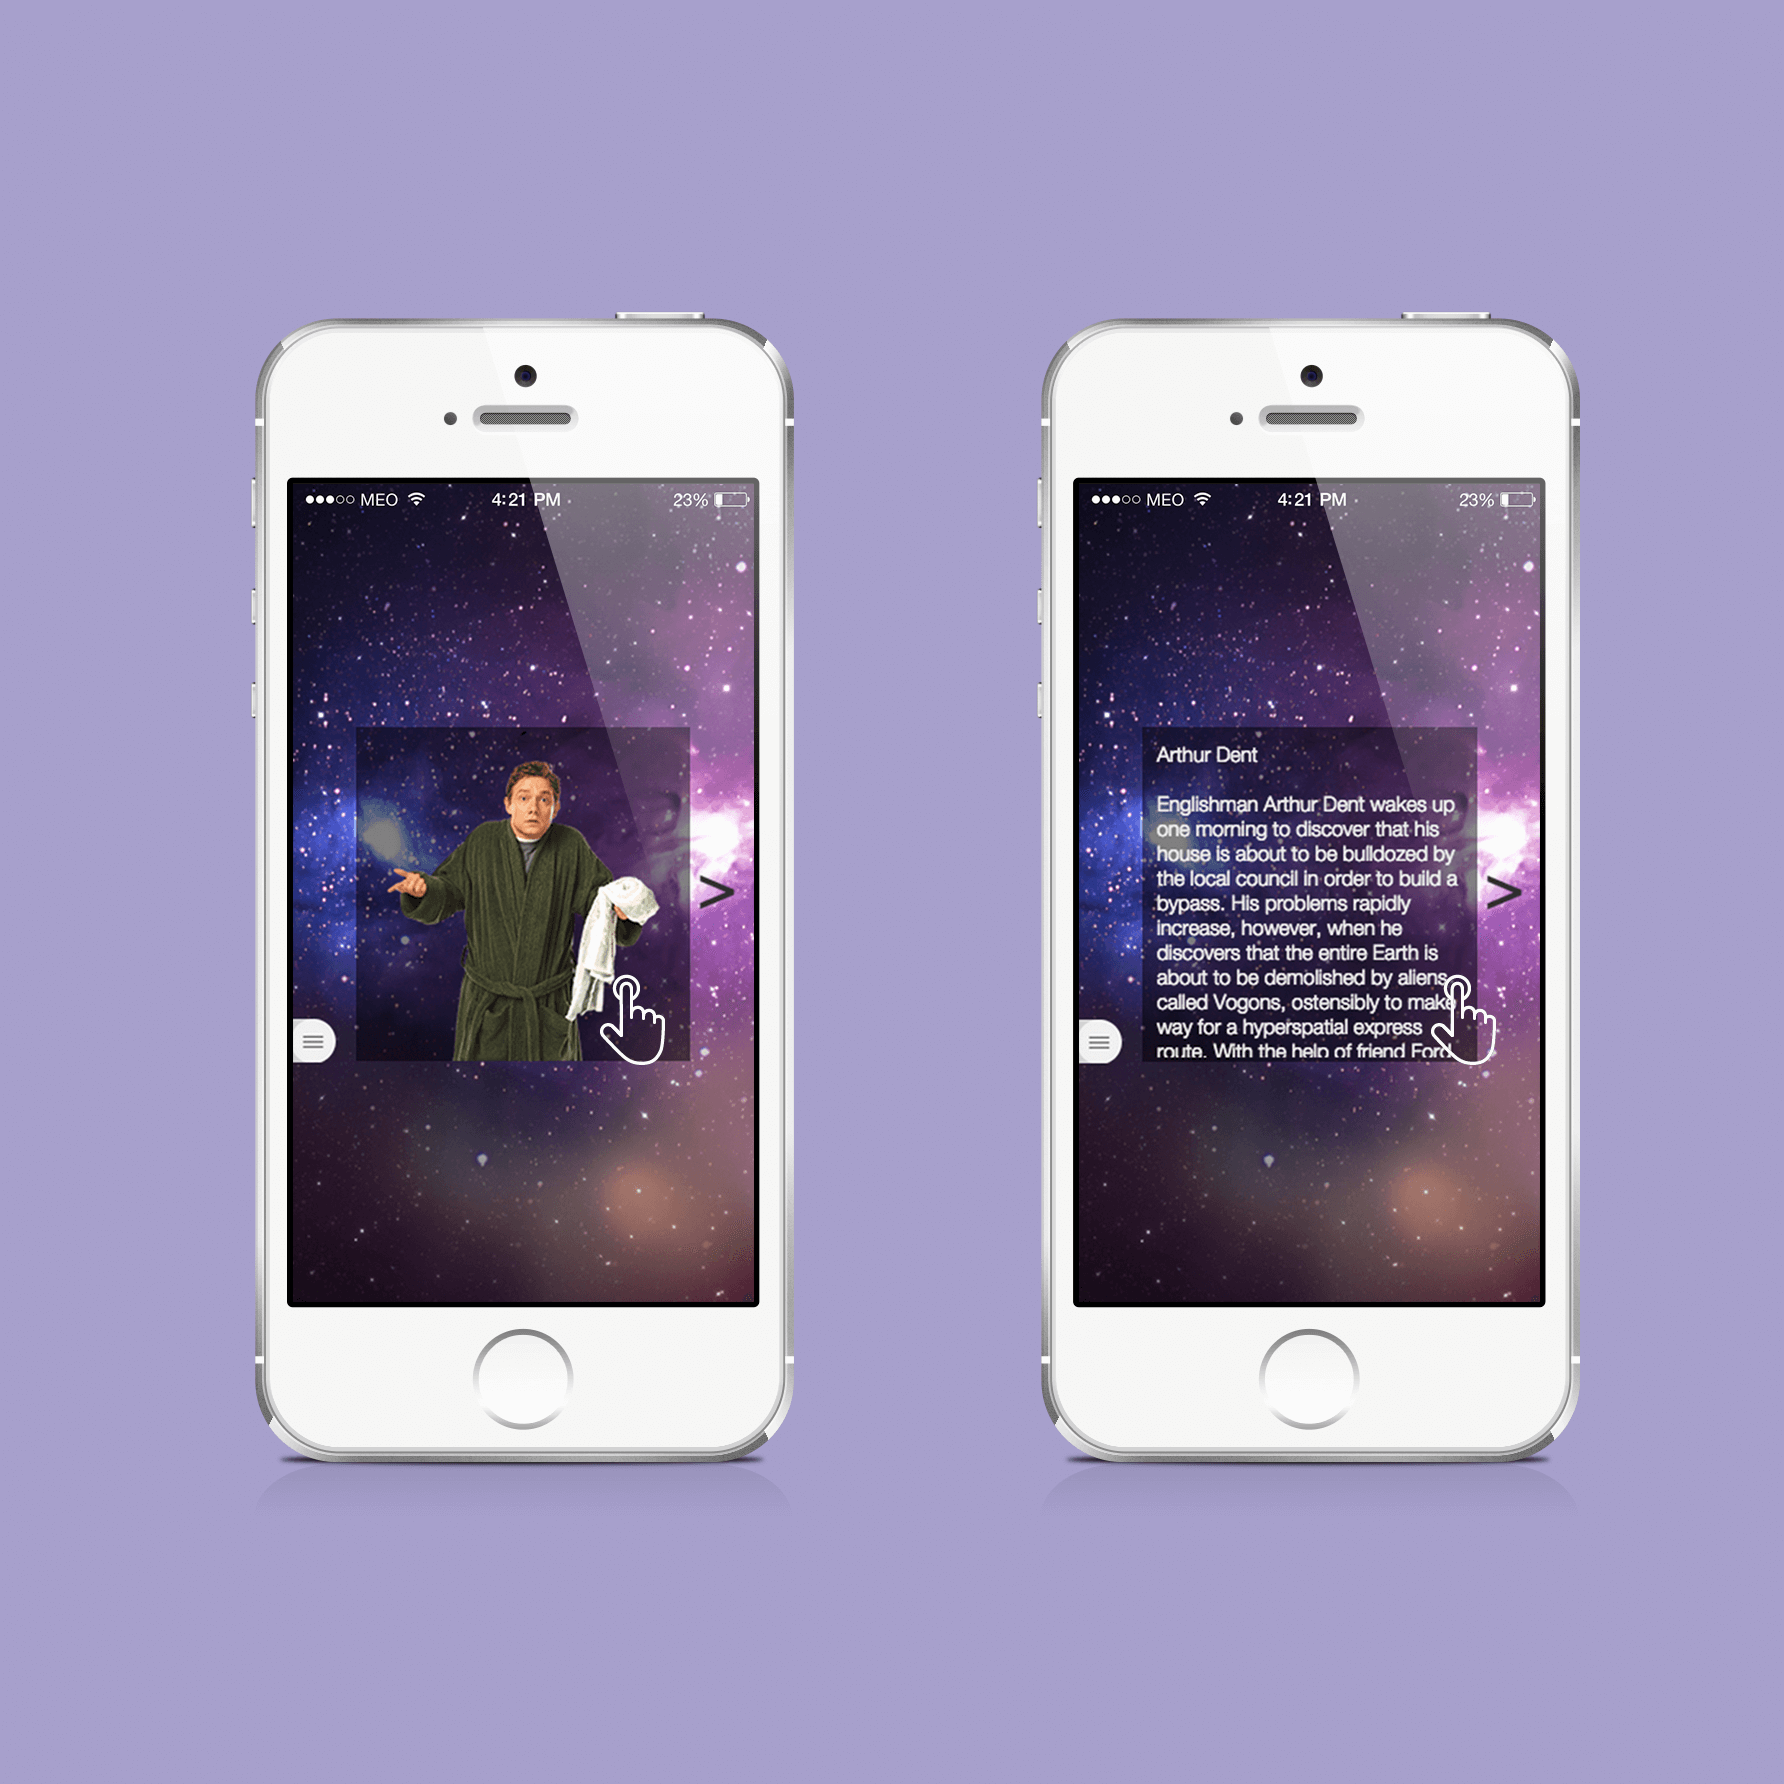 MEO 4:21 PM 23%
>
MEO 4:21 PM 23%
Arthur Dent
Englishman Arthur Dent wakes up
one morning to discover that his
house is about to be bulldozed by
the local council in order to build a
bypass. His problems rapidly
increase, however, when he
discovers that the entire Earth is
about to be demolished by aliens
called Vogons, ostensibly to make
way for a hyperspatial express
route. With the help of friend Ford
>